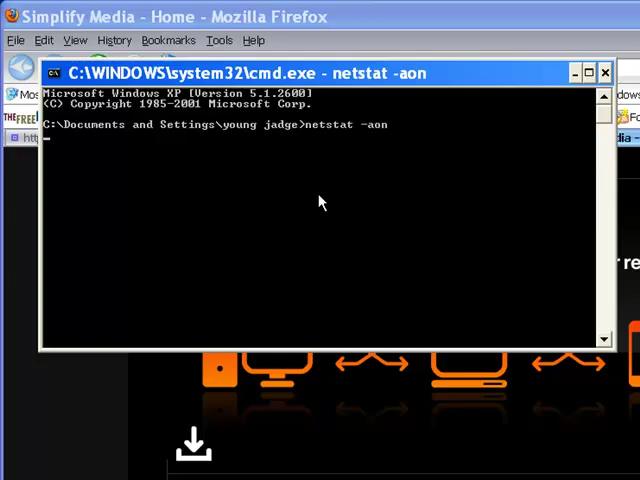 Simplify Media - Home - Mozilla Firefox
File Edit View History Bookmarks Tools Help
C:\WINDOWS\system32\cmd.exe - netstat -aon
Microsoft Windows XP [Version 5.1.2600]
(C) Copyright 1985-2001 Microsoft Corp.
C:\Documents and Settings\young jadge>netstat -aon